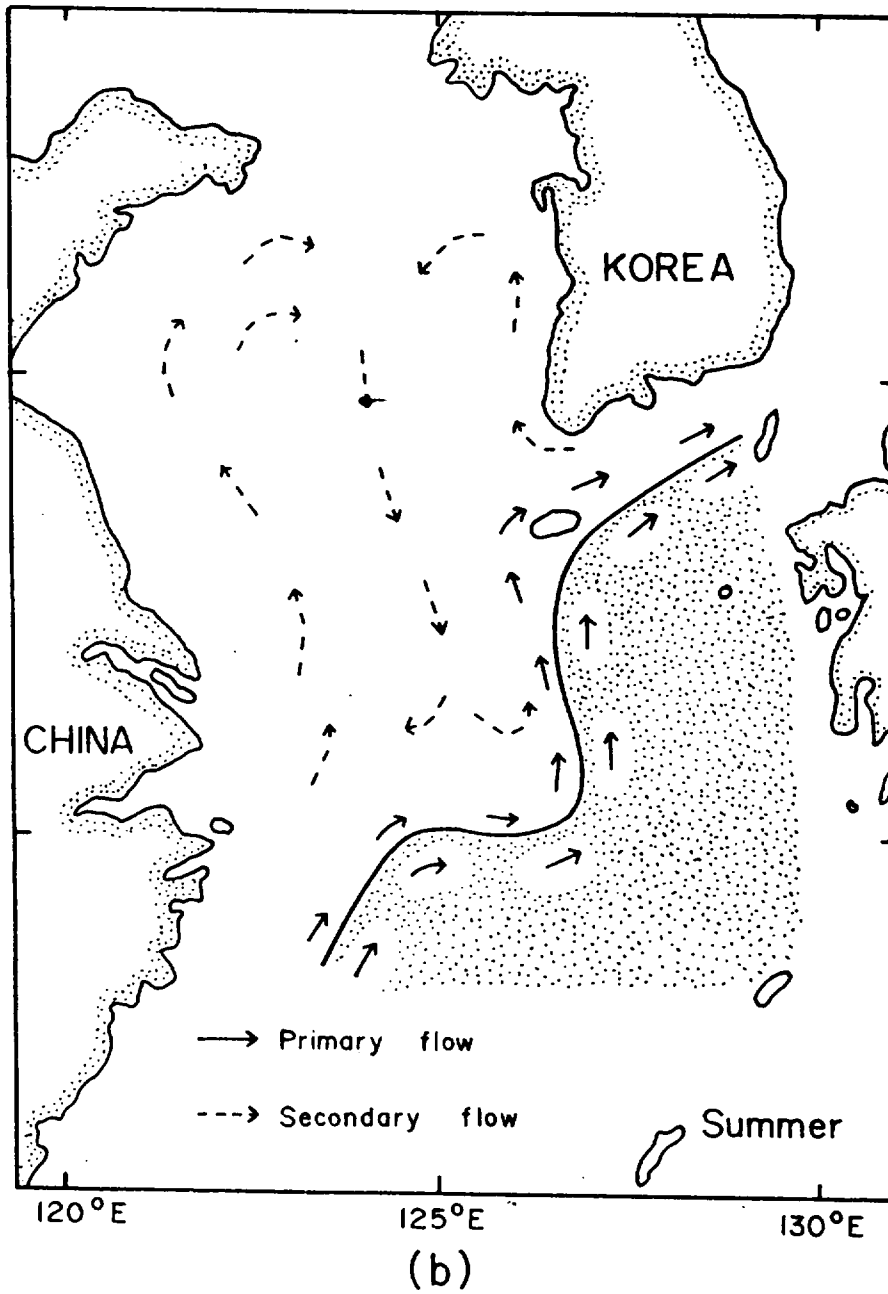 KOREA
CHINA
Primary flow
Secondary flow
Summer
120°E 125°E 130°E
(b)